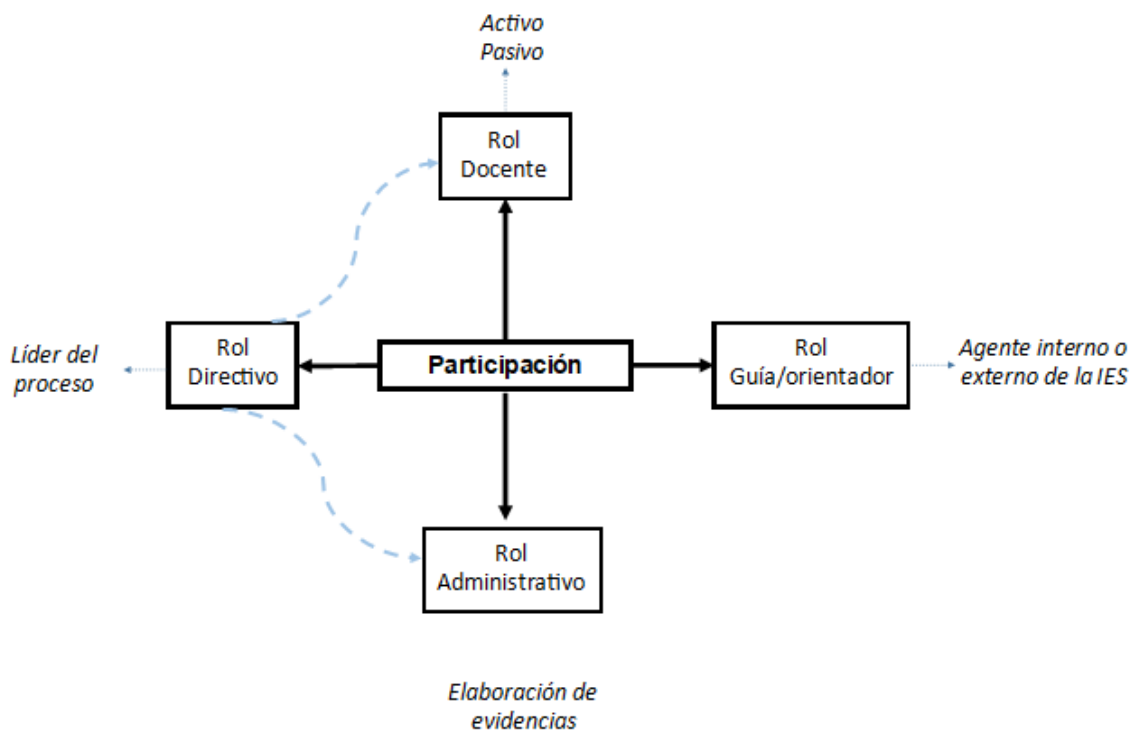 Activo
Pasivo
Rol
Docente
Líder del
proceso
Rol
Directivo
Participación
Rol
Guía/orientador
Agente interno o
externo de la IES
Rol
Administrativo
Elaboración de
evidencias